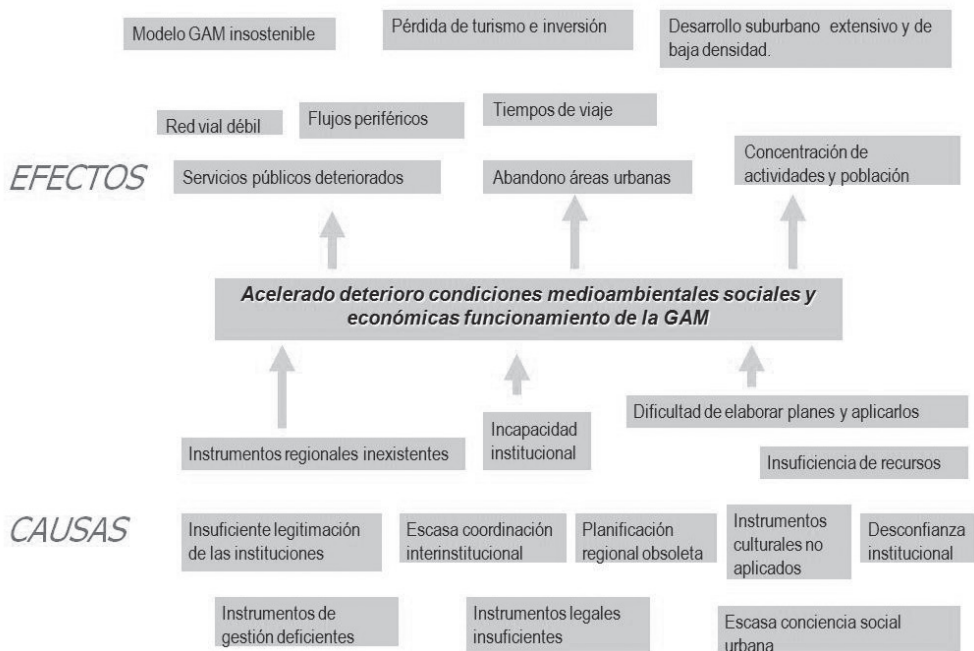 Modelo GAM insostenible
Pérdida de turismo e inversión
Desarrollo suburbano extensivo y de
baja densidad.
Red vial débil
Flujos periféricos
Tiempos de viaje
EFECTOS
Servicios públicos deteriorados
Abandono áreas urbanas
Concentración de
actividades y población
Acelerado deterioro condiciones medioambientales sociales y
económicas funcionamiento de la GAM
Instrumentos regionales inexistentes
Incapacidad
institucional
Dificultad de elaborar planes y aplicarlos
Insuficiencia de recursos
CAUSAS
Insuficiente legitimación
de las instituciones
Escasa coordinación
interinstitucional
Planificación
regional obsoleta
Instrumentos
culturales no
aplicados
Desconfianza
institucional
Instrumentos de
gestión deficientes
Instrumentos legales
insuficientes
Escasa conciencia social
urbana